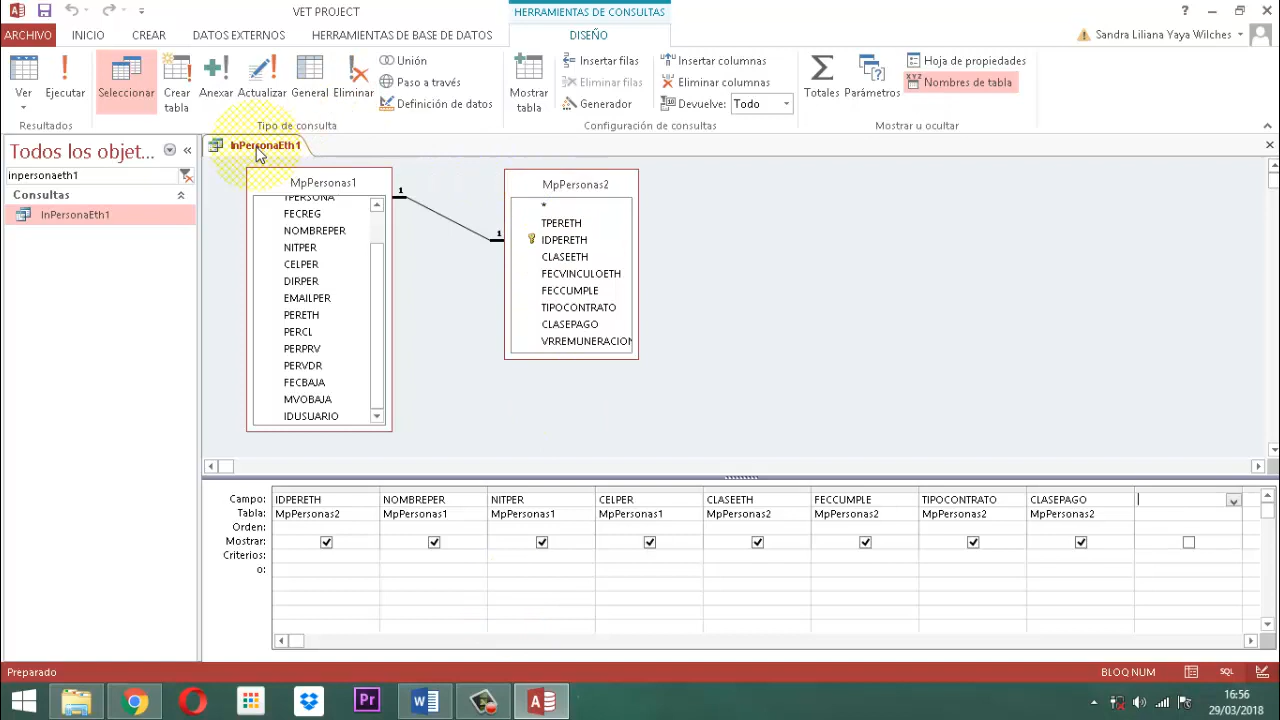 VET PROJECT
HERRAMIENTAS DE CONSULTAS
?
ARCHIVO INICIO CREAR DATOS EXTERNOS HERRAMIENTAS DE BASE DE DATOS DISEÑO
Sandra Liliana Yaya Wilches
Ver
Ejecutar
Resultados
Seleccionar
Crear tabla
Anexar
Actualizar
General
Eliminar
Unión
Paso a través
Definición de datos
Tipo de consulta
Mostrar tabla
Insertar filas
Eliminar filas
Generador
Insertar columnas
Eliminar columnas
Devuelve: Todo
Configuración de consultas
Totales
Parámetros
Hoja de propiedades
Nombres de tabla
Mostrar u ocultar
Todos los objet...
inpersonaeth1
Consultas
InPersonaEth1
InPersonaEth1
MpPersonas1
TPERSONA
FECREG
NOMBREPER
NITPER
CELPER
DIRPER
EMAILPER
PERETH
PERCL
PERPRV
PERVDR
FECBAJA
MVOBAJA
IDUSUARIO
1
1
MpPersonas2
*
TPERETH
IDPERETH
CLASEETH
FECVINCULOETH
FECCUMPLE
TIPOCONTRATO
CLASEPAGO
VRREMUNERACION
Campo: IDPERETH NOMBREPER NITPER CELPER CLASEETH FECCUMPLE TIPOCONTRATO CLASEPAGO
Tabla: MpPersonas2 MpPersonas1 MpPersonas1 MpPersonas1 MpPersonas2 MpPersonas2 MpPersonas2 MpPersonas2
Orden:
Mostrar:
Criterios:
o:
Preparado
BLOQ NUM
SQL
Pr
16:56
29/03/2018